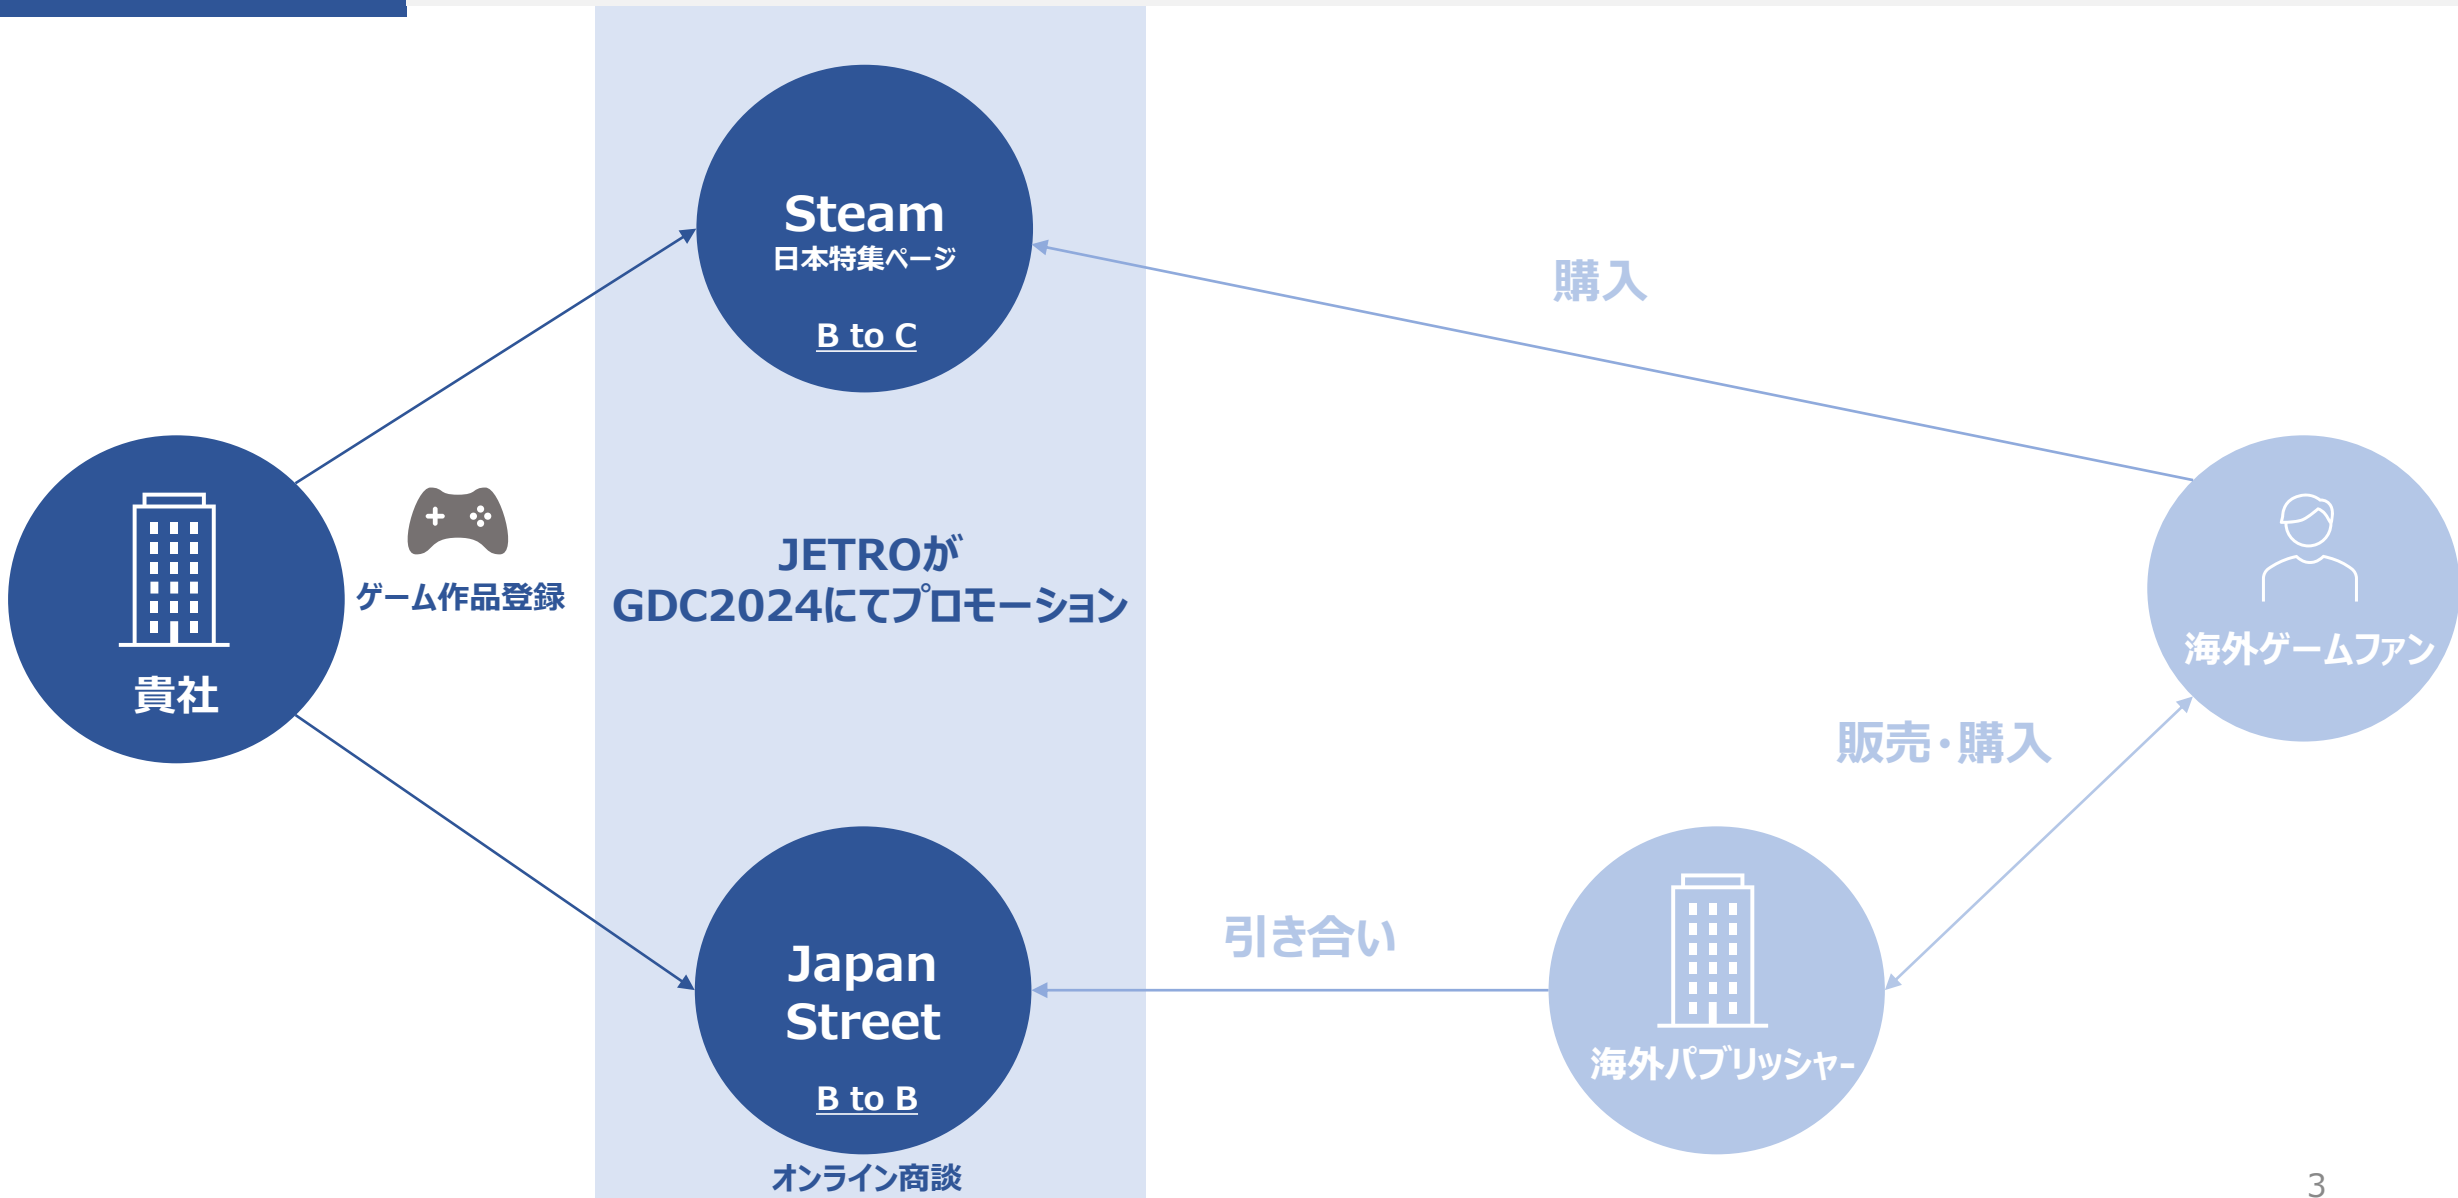 Steam
日本特集ページ
B to C
購入
貴社
ゲーム作品登録
JETROが
GDC2024にてプロモーション
海外ゲームファン
販売・購入
引き合い
Japan
Street
B to B
オンライン商談
海外パブリッシャー
3